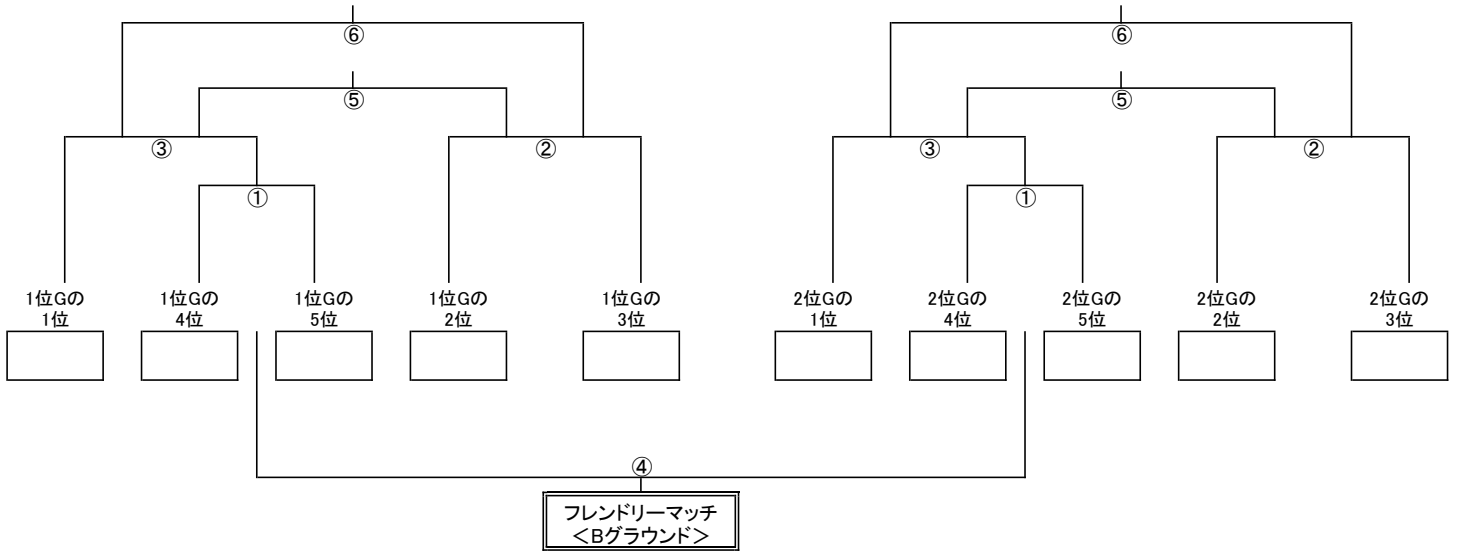 ⑥ ⑥
⑤ ⑤
③ ② ③ ②
① ①
1位Gの 1位Gの 1位Gの 1位Gの 1位Gの 2位Gの 2位Gの 2位Gの 2位Gの 2位Gの
1位 4位 5位 2位 3位 1位 4位 5位 2位 3位
④
フレンドリーマッチ
＜Bグラウンド＞